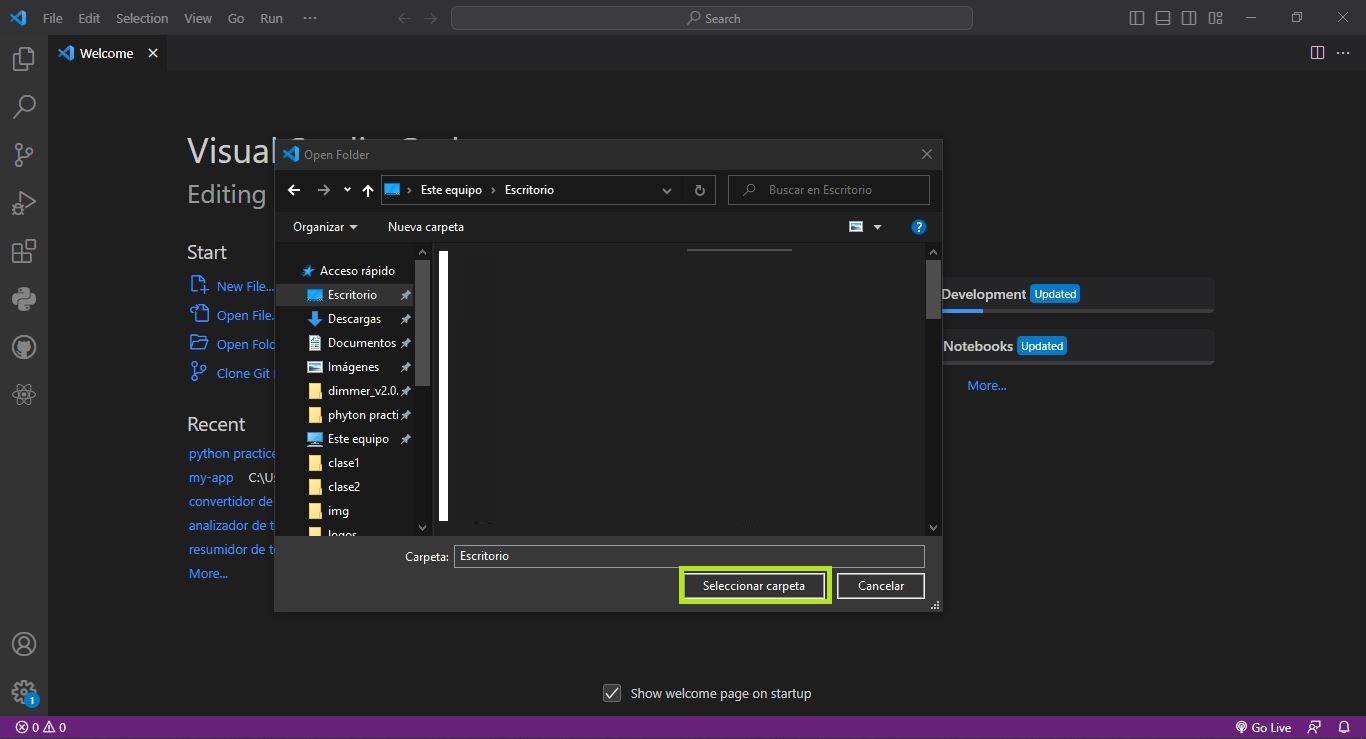 File Edit Selection View Go Run ···
Search
Welcome
Visual
Editing
Start
New File...
Open File.
Open Fold
Clone Git
Recent
python practice
my-app C:\U
convertidor de
analizador de t
resumidor de t
More...
Open Folder
Este equipo › Escritorio
Buscar en Escritorio
Organizar Nueva carpeta
?
Acceso rápido
Escritorio
Descargas
Documentos
Imágenes
dimmer_v2.0.
phyton practi
Este equipo
clase1
clase2
img
logos
Carpeta: Escritorio
Seleccionar carpeta Cancelar
Development Updated
Notebooks Updated
More...
Show welcome page on startup
1
0 0
Go Live